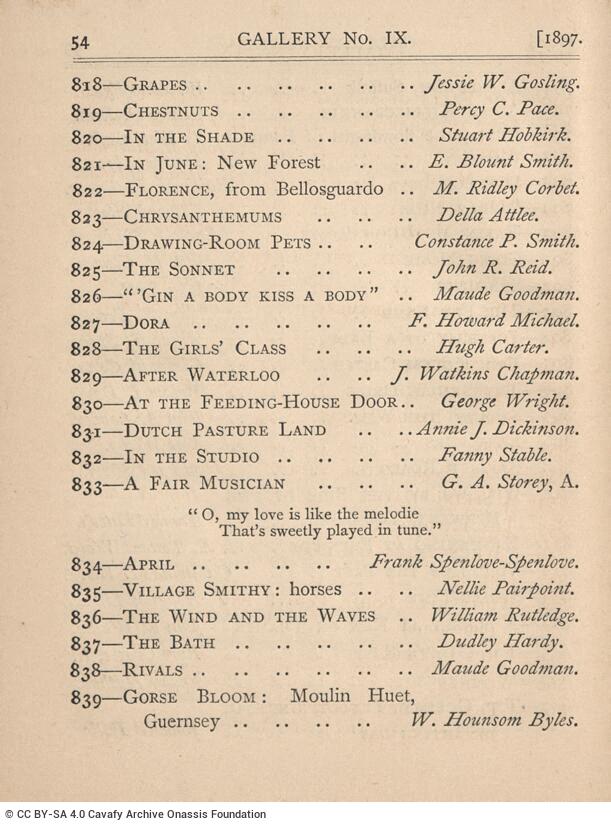 54 GALLERY No. IX. [1897.
818—GRAPES .. .. .. .. .. .. Jessie W. Gosling.
819—CHESTNUTS .. .. .. .. .. Percy C. Pace.
820—IN THE SHADE .. .. .. .. Stuart Hobkirk.
821—IN JUNE: New Forest .. .. E. Blount Smith.
822—FLORENCE, from Bellosguardo .. M. Ridley Corbet.
823—CHRYSANTHEMUMS .. .. .. Della Attlee.
824—DRAWING-ROOM PETS .. .. Constance P. Smith.
825—THE SONNET .. .. .. .. John R. Reid.
826—"'GIN A BODY KISS A BODY" .. Maude Goodman.
827—DORA .. .. .. .. .. F. Howard Michael.
828—THE GIRLS' CLASS .. .. .. Hugh Carter.
829—AFTER WATERLOO .. .. J. Watkins Chapman.
830—AT THE FEEDING-HOUSE DOOR .. George Wright.
831—DUTCH PASTURE LAND .. .. Annie J. Dickinson.
832—IN THE STUDIO .. .. .. .. Fanny Stable.
833—A FAIR MUSICIAN .. .. .. G. A. Storey, A.
"O, my love is like the melodie
That's sweetly played in tune."
834—APRIL .. .. .. .. Frank Spenlove-Spenlove.
835—VILLAGE SMITHY: horses .. .. Nellie Pairpoint.
836—THE WIND AND THE WAVES .. William Rutledge.
837—THE BATH .. .. .. .. .. Dudley Hardy.
838—RIVALS .. .. .. .. .. .. Maude Goodman.
839—GORSE BLOOM: Moulin Huet,
Guernsey .. .. .. .. W. Hounsom Byles.
© CC BY-SA 4.0 Cavafy Archive Onassis Foundation